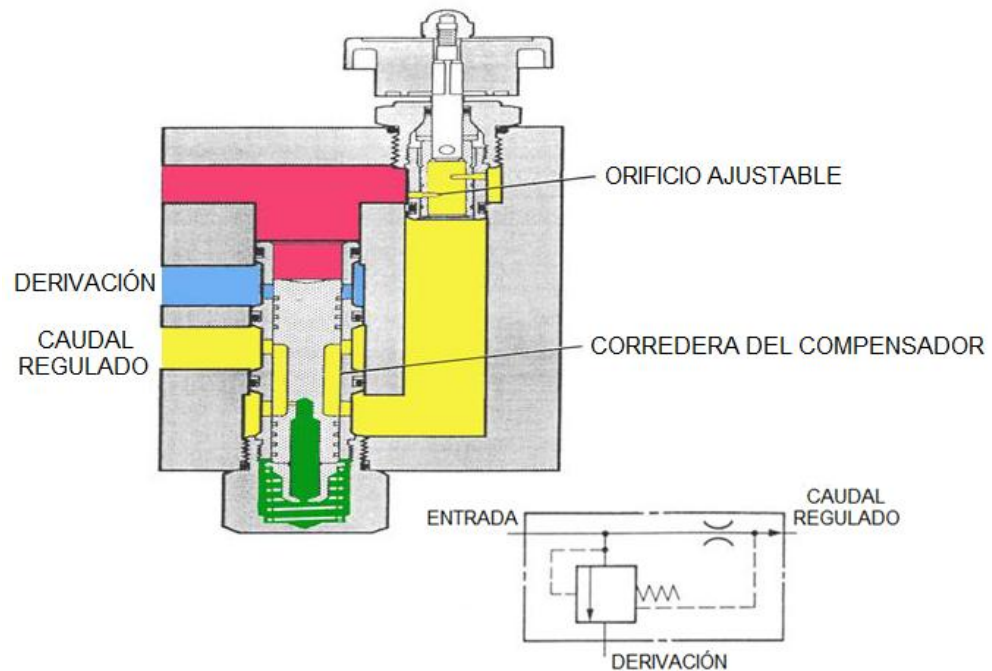 ORIFICIO AJUSTABLE
DERIVACIÓN
CAUDAL
REGULADO
CORREDERA DEL COMPENSADOR
ENTRADA
CAUDAL
REGULADO
DERIVACIÓN